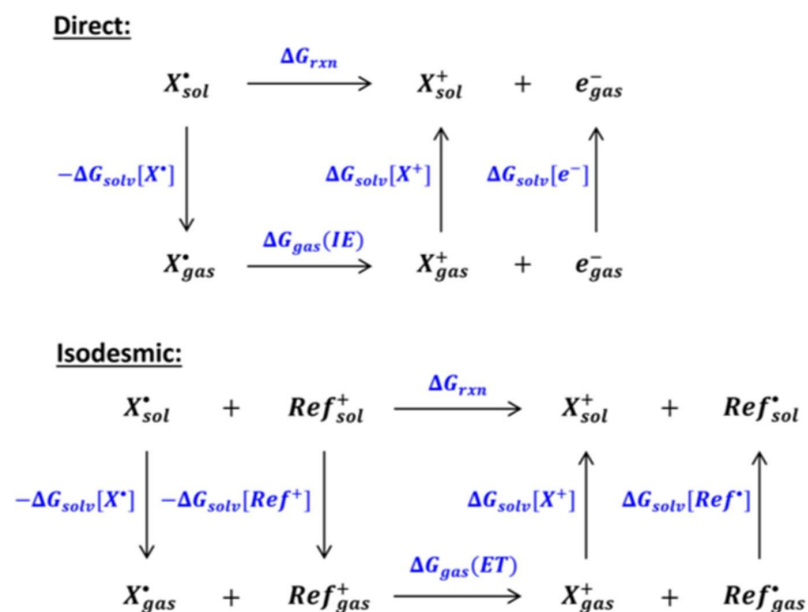 Direct:
ΔG_rxn
X•_sol → X⁺_sol + e⁻_gas
−ΔG_solv[X•] ΔG_solv[X⁺] ΔG_solv[e⁻]
ΔG_gas(IE)
X•_gas → X⁺_gas + e⁻_gas
Isodesmic:
ΔG_rxn
X•_sol + Ref⁺_sol → X⁺_sol + Ref•_sol
−ΔG_solv[X•] −ΔG_solv[Ref⁺] ΔG_solv[X⁺] ΔG_solv[Ref•]
ΔG_gas(ET)
X•_gas + Ref⁺_gas → X⁺_gas + Ref•_gas